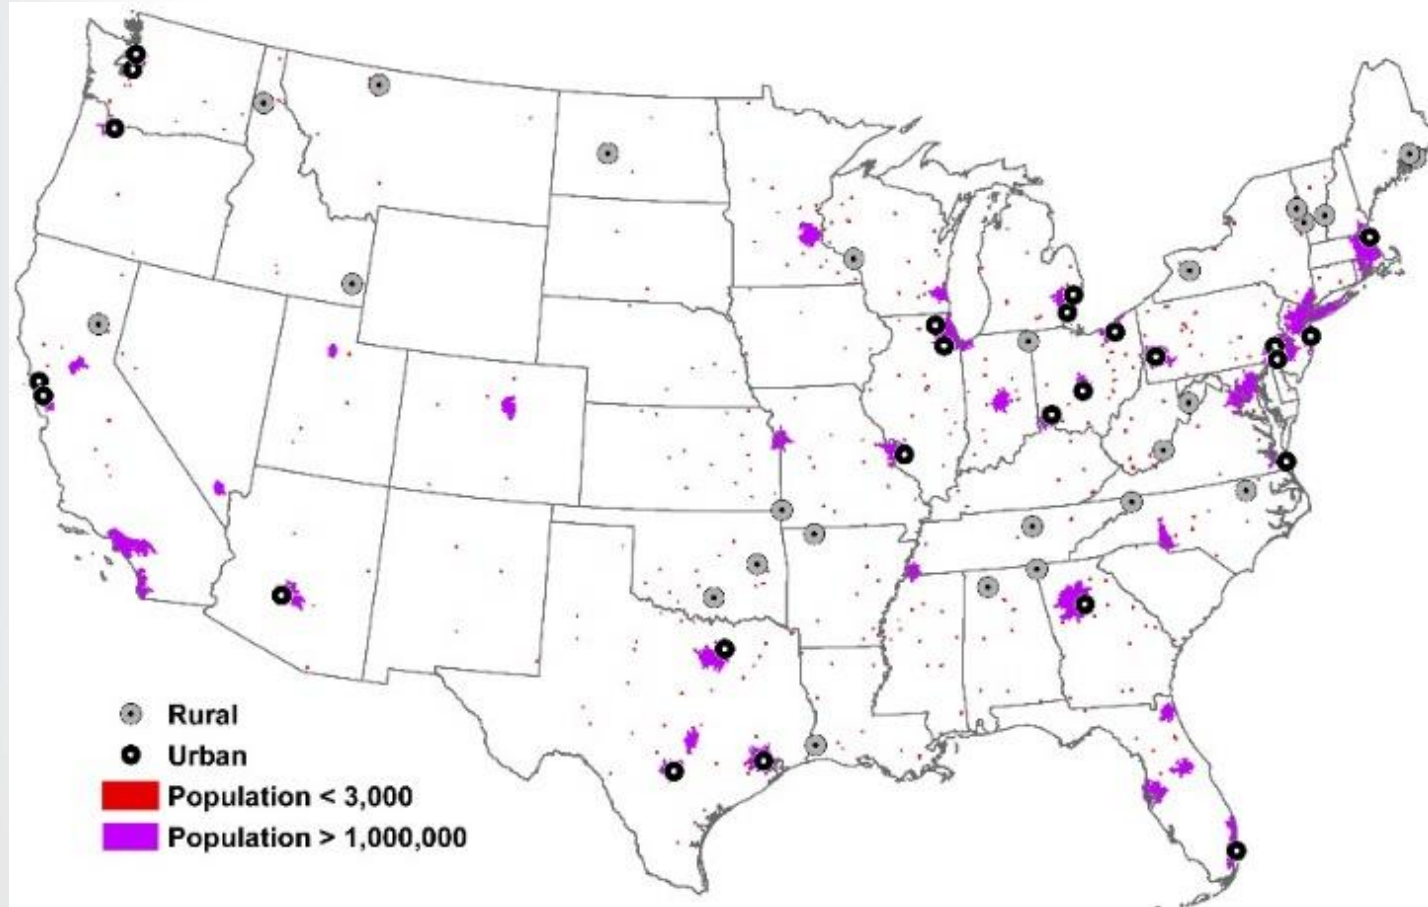 Rural
Urban
Population < 3,000
Population > 1,000,000